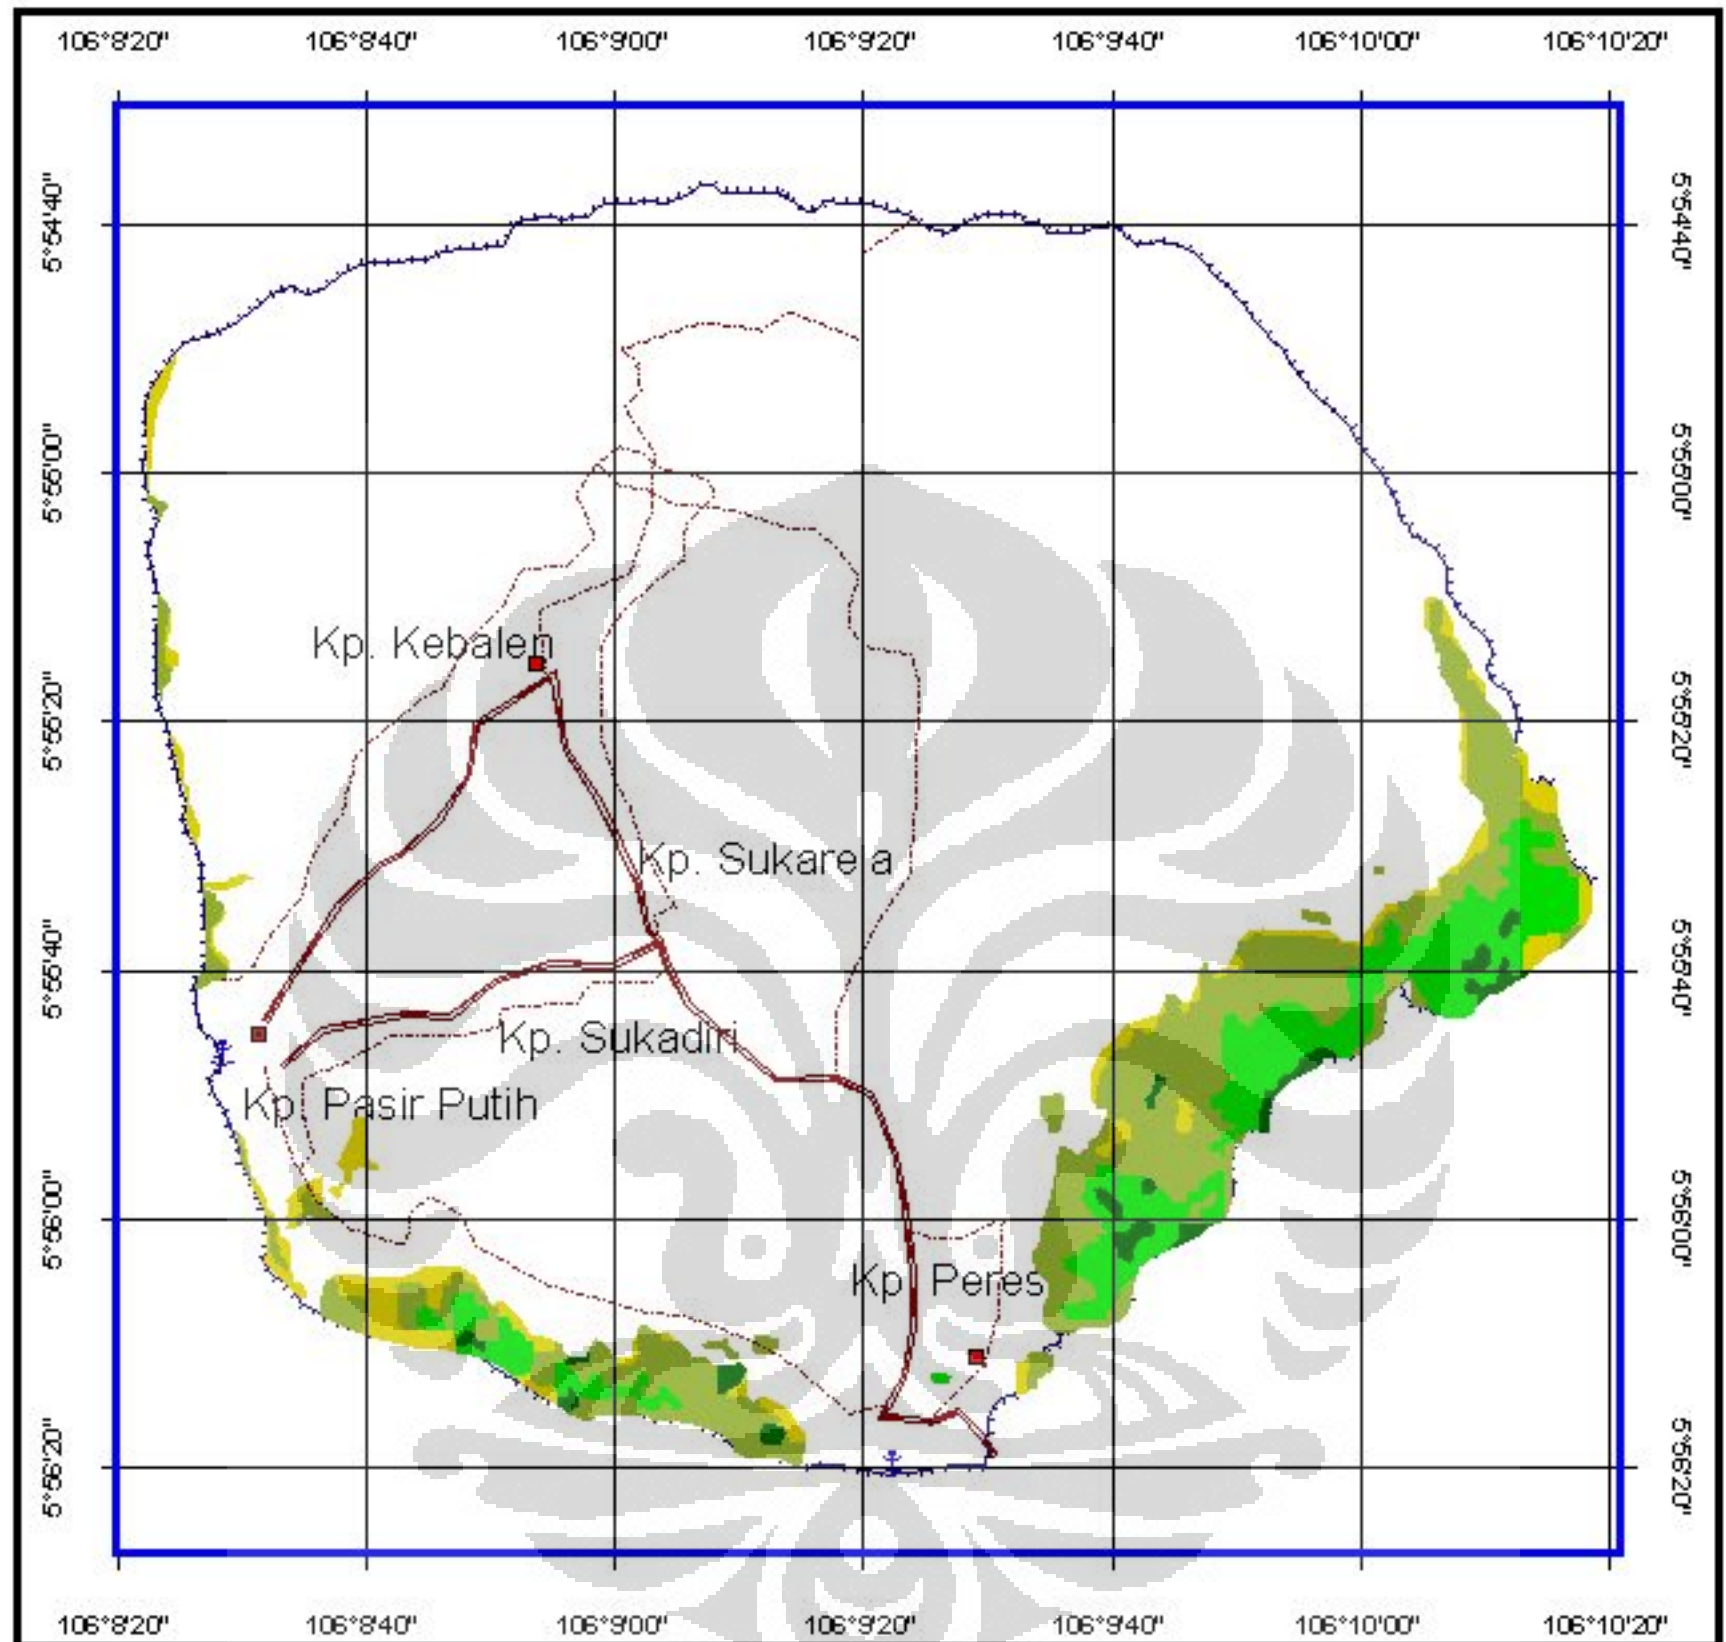 106°8'20" 106°8'40" 106°9'00" 106°9'20" 106°9'40" 106°10'00" 106°10'20"
5°54'40" 5°54'40"
5°55'00" 5°55'00"
Kp. Kebalen
5°55'20" 5°55'20"
Kp. Sukarela
5°55'40" 5°55'40"
Kp. Sukadiri
Kp. Pasir Putih
5°56'00" 5°56'00"
Kp. Peres
5°56'20" 5°56'20"
106°8'20" 106°8'40" 106°9'00" 106°9'20" 106°9'40" 106°10'00" 106°10'20"